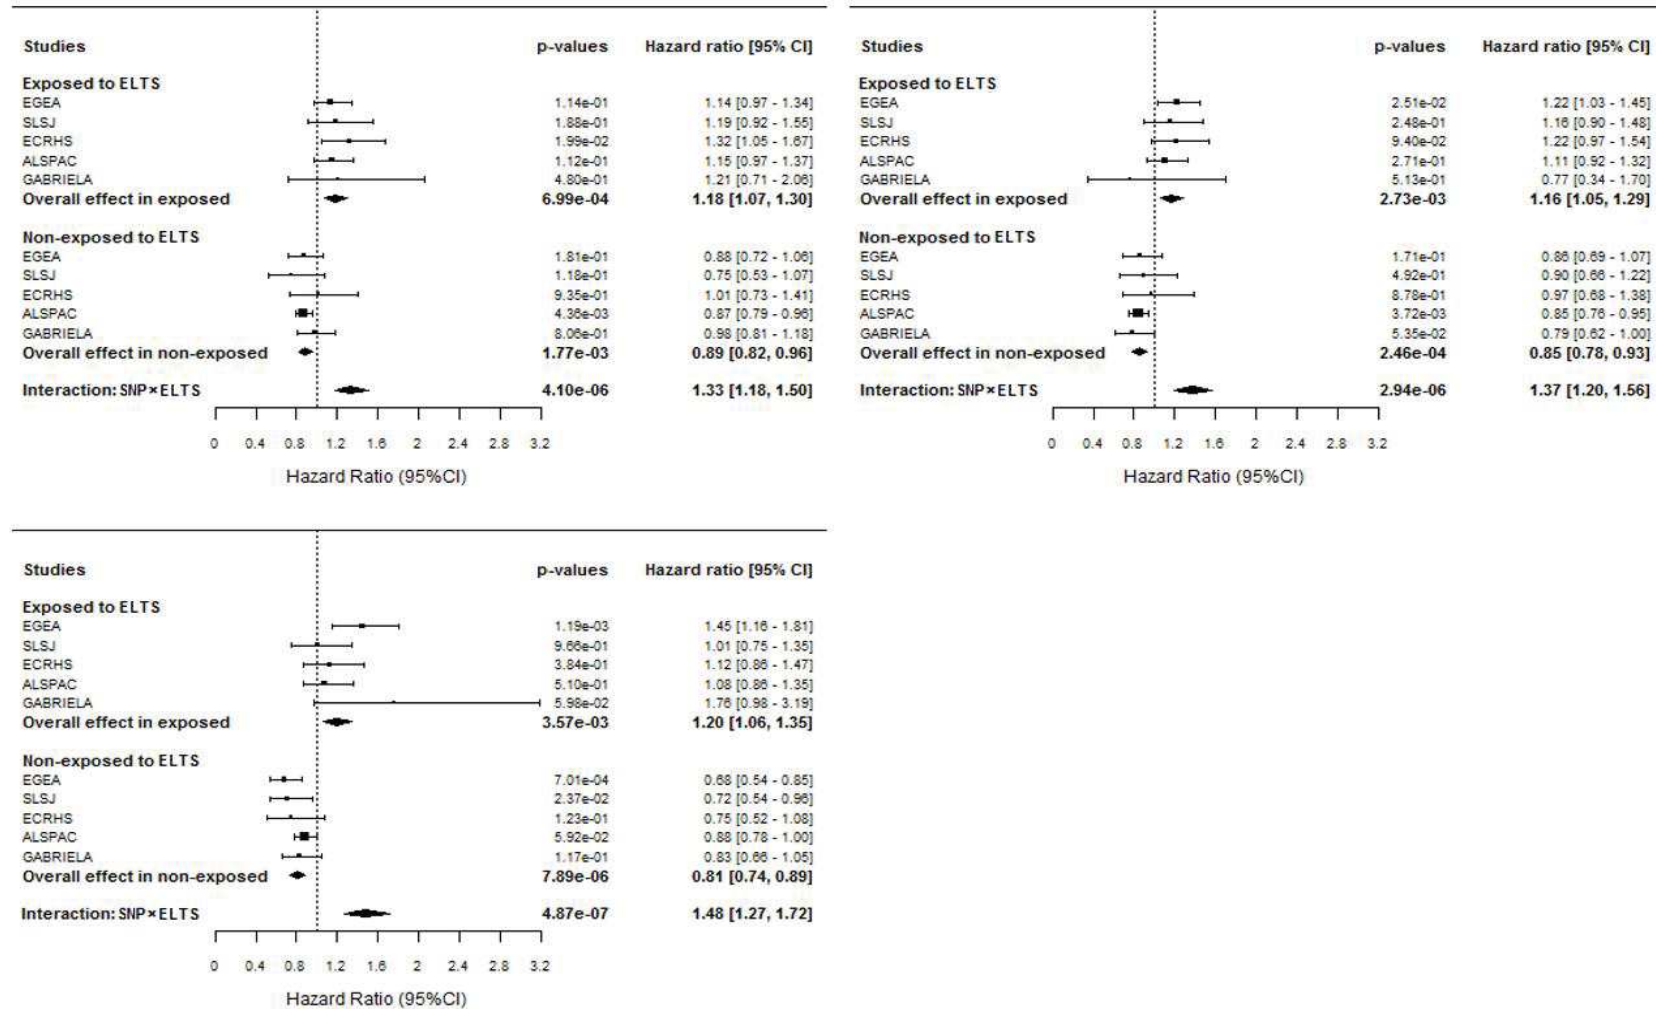 Studies p-values Hazard ratio [95% CI]
Exposed to ELTS
EGEA 1.14e-01 1.14 [0.97 - 1.34]
SLSJ 1.88e-01 1.19 [0.92 - 1.55]
ECRHS 1.99e-02 1.32 [1.05 - 1.67]
ALSPAC 1.12e-01 1.15 [0.97 - 1.37]
GABRIELA 4.80e-01 1.21 [0.71 - 2.06]
Overall effect in exposed 6.99e-04 1.18 [1.07, 1.30]
Non-exposed to ELTS
EGEA 1.81e-01 0.88 [0.72 - 1.06]
SLSJ 1.18e-01 0.75 [0.53 - 1.07]
ECRHS 9.35e-01 1.01 [0.73 - 1.41]
ALSPAC 4.36e-03 0.87 [0.79 - 0.96]
GABRIELA 8.06e-01 0.98 [0.81 - 1.18]
Overall effect in non-exposed 1.77e-03 0.89 [0.82, 0.96]
Interaction: SNP×ELTS 4.10e-06 1.33 [1.18, 1.50]
0 0.4 0.8 1.2 1.6 2 2.4 2.8 3.2
Hazard Ratio (95%CI)
Studies p-values Hazard ratio [95% CI]
Exposed to ELTS
EGEA 2.51e-02 1.22 [1.03 - 1.45]
SLSJ 2.48e-01 1.16 [0.90 - 1.48]
ECRHS 9.40e-02 1.22 [0.97 - 1.54]
ALSPAC 2.71e-01 1.11 [0.92 - 1.32]
GABRIELA 5.13e-01 0.77 [0.34 - 1.70]
Overall effect in exposed 2.73e-03 1.16 [1.05, 1.29]
Non-exposed to ELTS
EGEA 1.71e-01 0.86 [0.69 - 1.07]
SLSJ 4.92e-01 0.90 [0.66 - 1.22]
ECRHS 8.78e-01 0.97 [0.68 - 1.38]
ALSPAC 3.72e-03 0.85 [0.76 - 0.95]
GABRIELA 5.35e-02 0.79 [0.62 - 1.00]
Overall effect in non-exposed 2.46e-04 0.85 [0.78, 0.93]
Interaction: SNP×ELTS 2.94e-06 1.37 [1.20, 1.56]
0 0.4 0.8 1.2 1.6 2 2.4 2.8 3.2
Hazard Ratio (95%CI)
Studies p-values Hazard ratio [95% CI]
Exposed to ELTS
EGEA 1.19e-03 1.45 [1.16 - 1.81]
SLSJ 9.66e-01 1.01 [0.75 - 1.35]
ECRHS 3.84e-01 1.12 [0.86 - 1.47]
ALSPAC 5.10e-01 1.08 [0.86 - 1.35]
GABRIELA 5.98e-02 1.76 [0.98 - 3.19]
Overall effect in exposed 3.57e-03 1.20 [1.06, 1.35]
Non-exposed to ELTS
EGEA 7.01e-04 0.68 [0.54 - 0.85]
SLSJ 2.37e-02 0.72 [0.54 - 0.96]
ECRHS 1.23e-01 0.75 [0.52 - 1.08]
ALSPAC 5.92e-02 0.88 [0.78 - 1.00]
GABRIELA 1.17e-01 0.83 [0.66 - 1.05]
Overall effect in non-exposed 7.89e-06 0.81 [0.74, 0.89]
Interaction: SNP×ELTS 4.87e-07 1.48 [1.27, 1.72]
0 0.4 0.8 1.2 1.6 2 2.4 2.8 3.2
Hazard Ratio (95%CI)